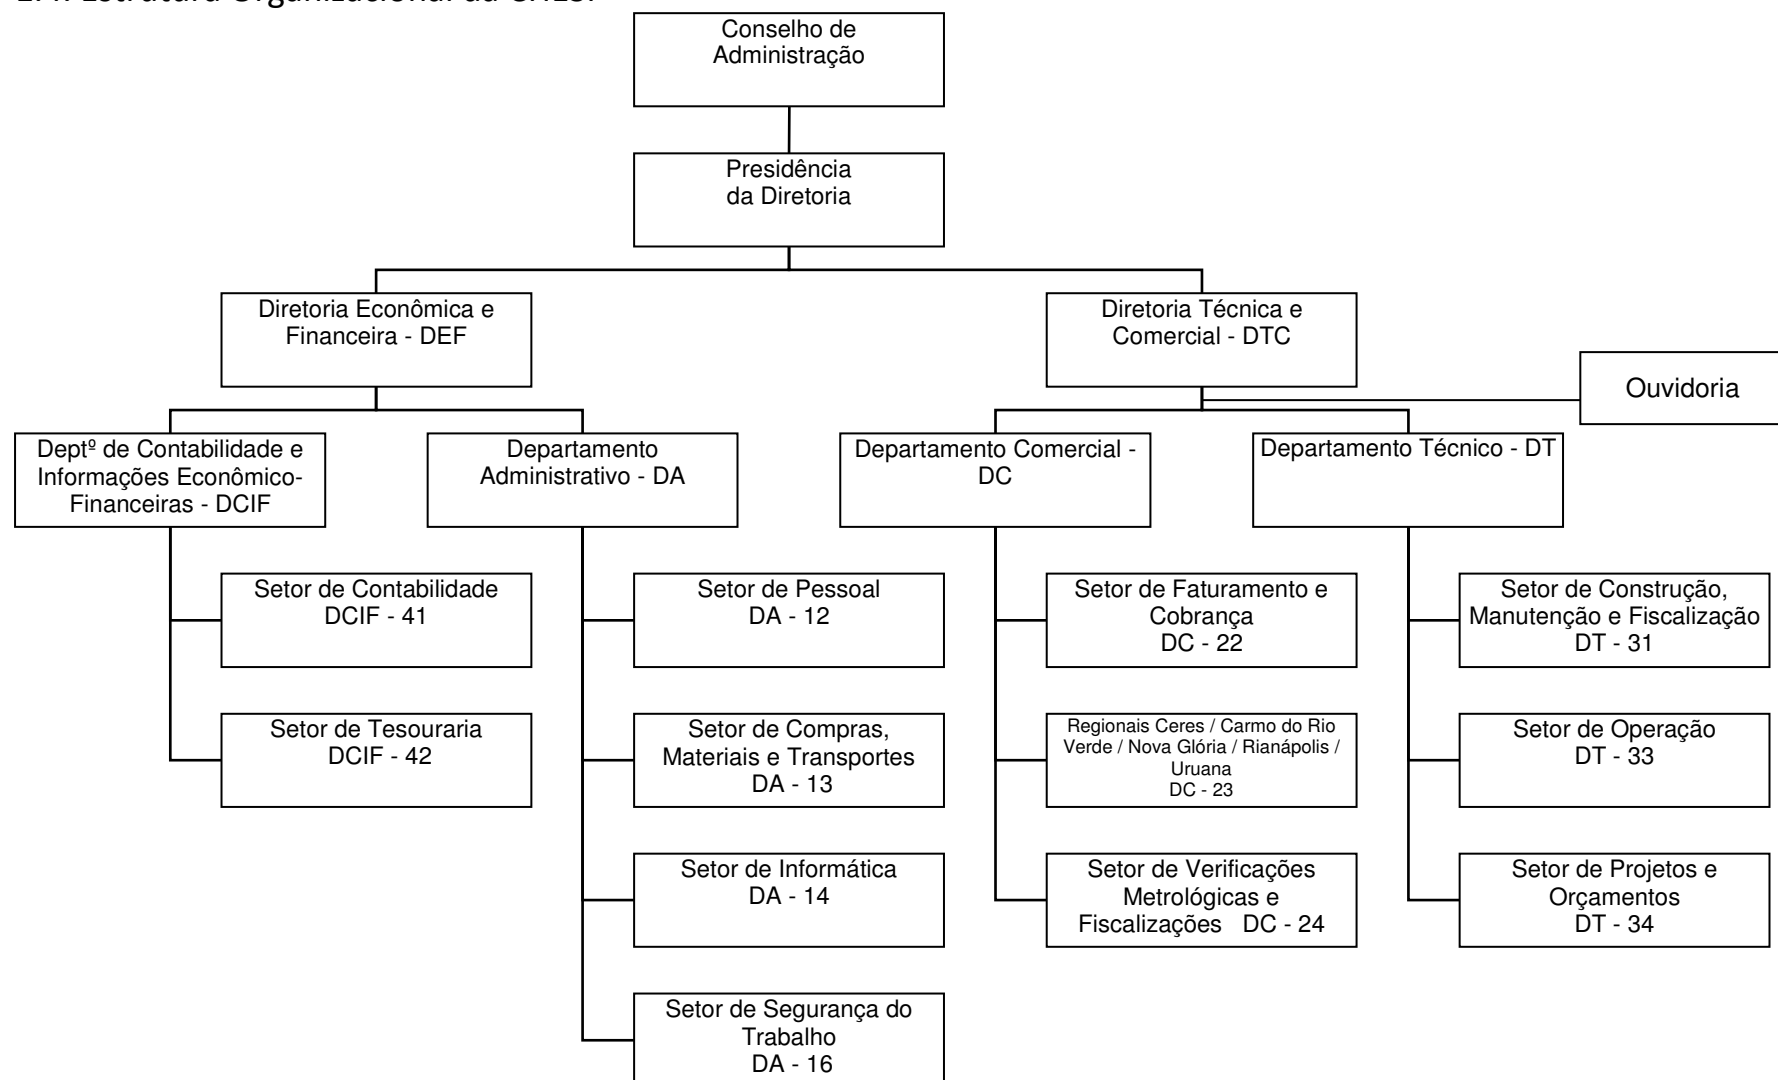 Conselho de
Administração
Presidência
da Diretoria
Diretoria Econômica e
Financeira - DEF
Diretoria Técnica e
Comercial - DTC
Ouvidoria
Deptº de Contabilidade e
Informações Econômico-
Financeiras - DCIF
Departamento
Administrativo - DA
Departamento Comercial -
DC
Departamento Técnico - DT
Setor de Contabilidade
DCIF - 41
Setor de Pessoal
DA - 12
Setor de Faturamento e
Cobrança
DC - 22
Setor de Construção,
Manutenção e Fiscalização
DT - 31
Setor de Tesouraria
DCIF - 42
Setor de Compras,
Materiais e Transportes
DA - 13
Regionais Ceres / Carmo do Rio
Verde / Nova Glória / Rianápolis /
Uruana
DC - 23
Setor de Operação
DT - 33
Setor de Informática
DA - 14
Setor de Verificações
Metrológicas e
Fiscalizações DC - 24
Setor de Projetos e
Orçamentos
DT - 34
Setor de Segurança do
Trabalho
DA - 16